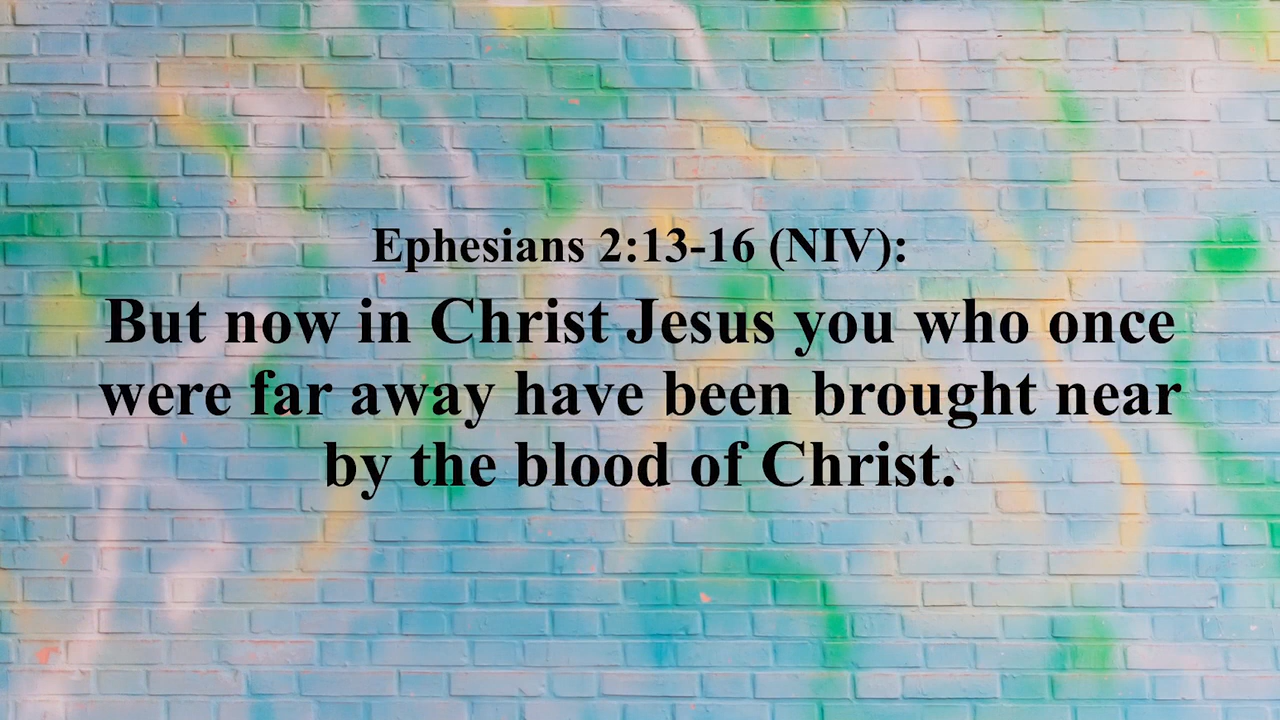 Ephesians 2:13-16 (NIV):
But now in Christ Jesus you who once
were far away have been brought near
by the blood of Christ.